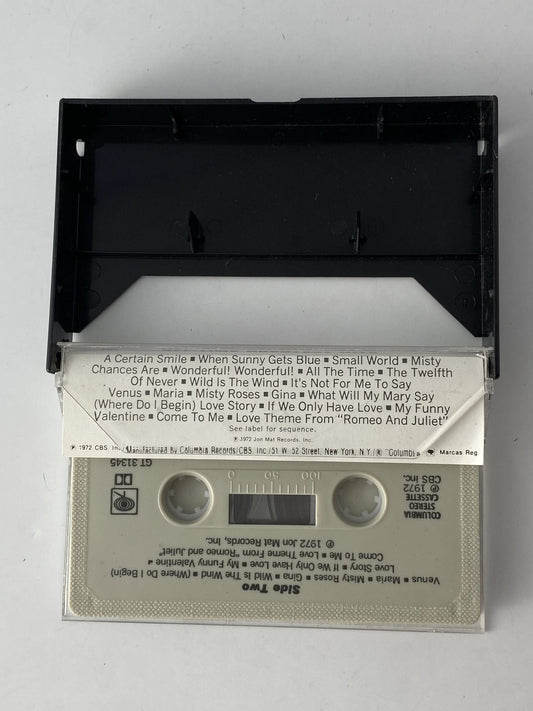 A Certain Smile ▪ When Sunny Gets Blue ▪ Small World ▪ Misty
Chances Are ▪ Wonderful! Wonderful! ▪ All The Time ▪ The Twelfth
Of Never ▪ Wild Is The Wind ▪ It's Not For Me To Say
Venus ▪ Maria ▪ Misty Roses ▪ Gina ▪ What Will My Mary Say
(Where Do I Begin) Love Story ▪ If We Only Have Love ▪ My Funny
Valentine ▪ Come To Me ▪ Love Theme From "Romeo And Juliet"
See label for sequence.
℗ 1972 Jon Mat Records, Inc.
℗ 1972 CBS, Inc./Manufactured by Columbia Records/CBS, Inc./51 W. 52 Street, New York, N.Y./® "Columbia", Marcas Reg.
Side Two
Venus ▪ Maria ▪ Misty Roses ▪ Gina ▪ Wild Is The Wind ▪ (Where Do I Begin)
Love Story ▪ If We Only Have Love ▪ My Funny Valentine
Come To Me ▪ Love Theme From "Romeo and Juliet"
℗ 1972 Jon Mat Records, Inc.
COLUMBIA
STEREO
CASSETTE
℗ 1972
CBS Inc.
100 50 0
GT 31345